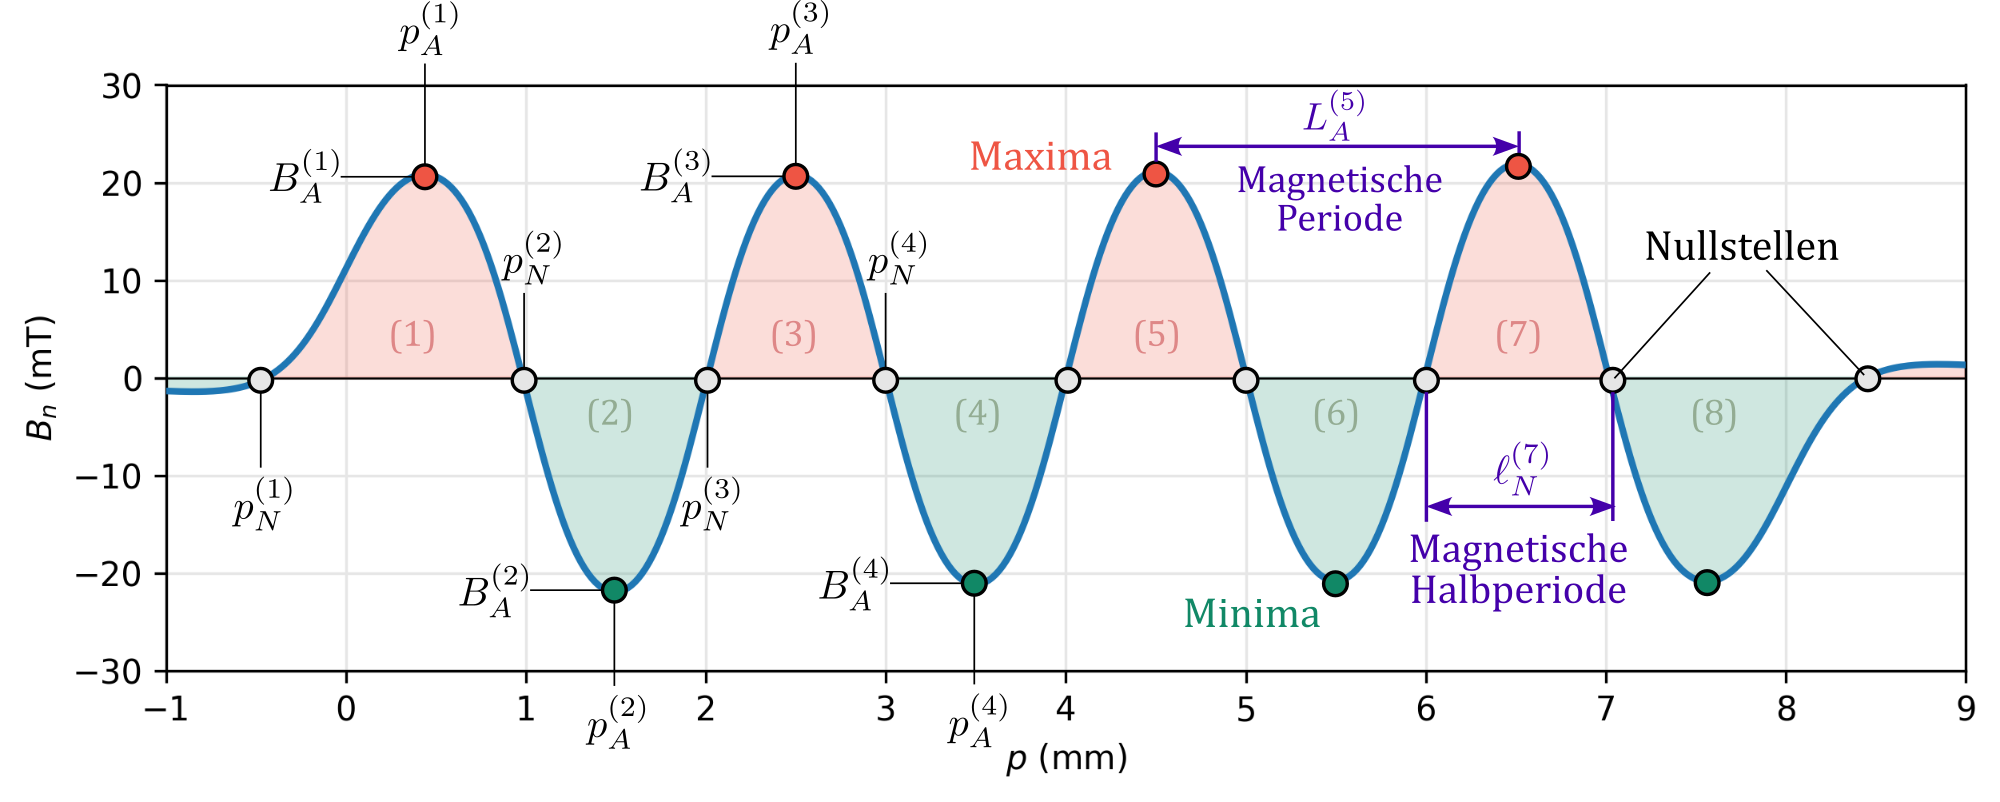 p_A^(1)
p_A^(3)
30
20
10
0
−10
−20
−30
B_n (mT)
B_A^(1)
B_A^(3)
Maxima
L_A^(5)
Magnetische
Periode
p_N^(2)
p_N^(4)
Nullstellen
(1)
(3)
(5)
(7)
(2)
(4)
(6)
(8)
p_N^(1)
p_N^(3)
ℓ_N^(7)
Magnetische
Halbperiode
B_A^(2)
B_A^(4)
Minima
−1 0 1 2 3 4 5 6 7 8 9
p_A^(2)
p_A^(4)
p (mm)